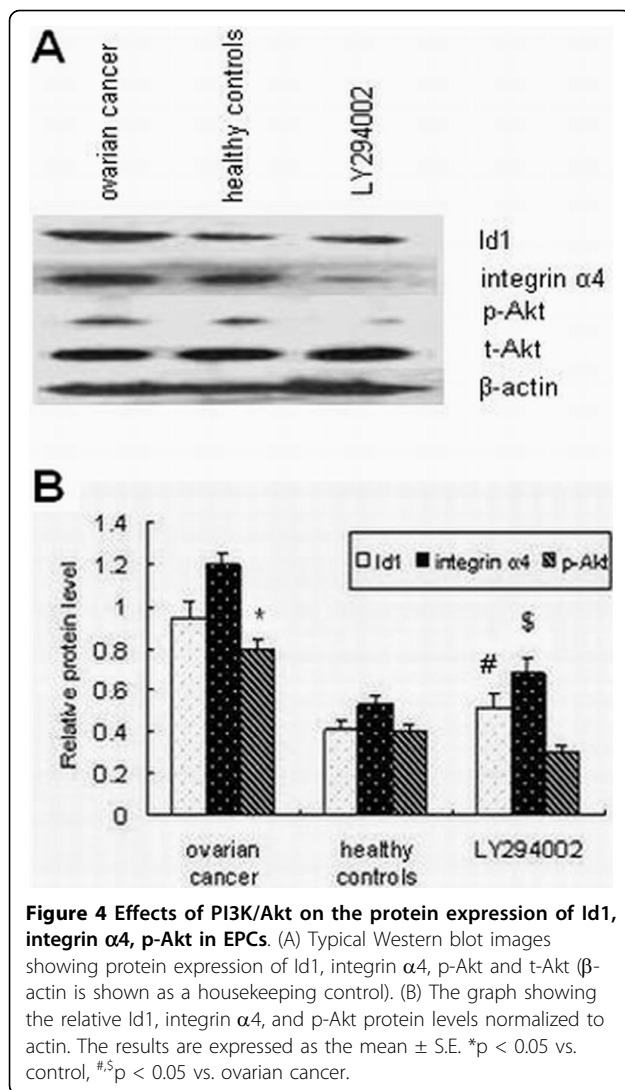 A
ovarian cancer
healthy controls
LY294002
Id1
integrin α4
p-Akt
t-Akt
β-actin
B
Relative protein level
1.4
1.2
1
0.8
0.6
0.4
0.2
0
Id1 integrin α4 p-Akt
*
#
$
ovarian
cancer
healthy
controls
LY294002
Figure 4 Effects of PI3K/Akt on the protein expression of Id1,
integrin α4, p-Akt in EPCs. (A) Typical Western blot images
showing protein expression of Id1, integrin α4, p-Akt and t-Akt (β-
actin is shown as a housekeeping control). (B) The graph showing
the relative Id1, integrin α4, and p-Akt protein levels normalized to
actin. The results are expressed as the mean ± S.E. *p < 0.05 vs.
control, #,$p < 0.05 vs. ovarian cancer.